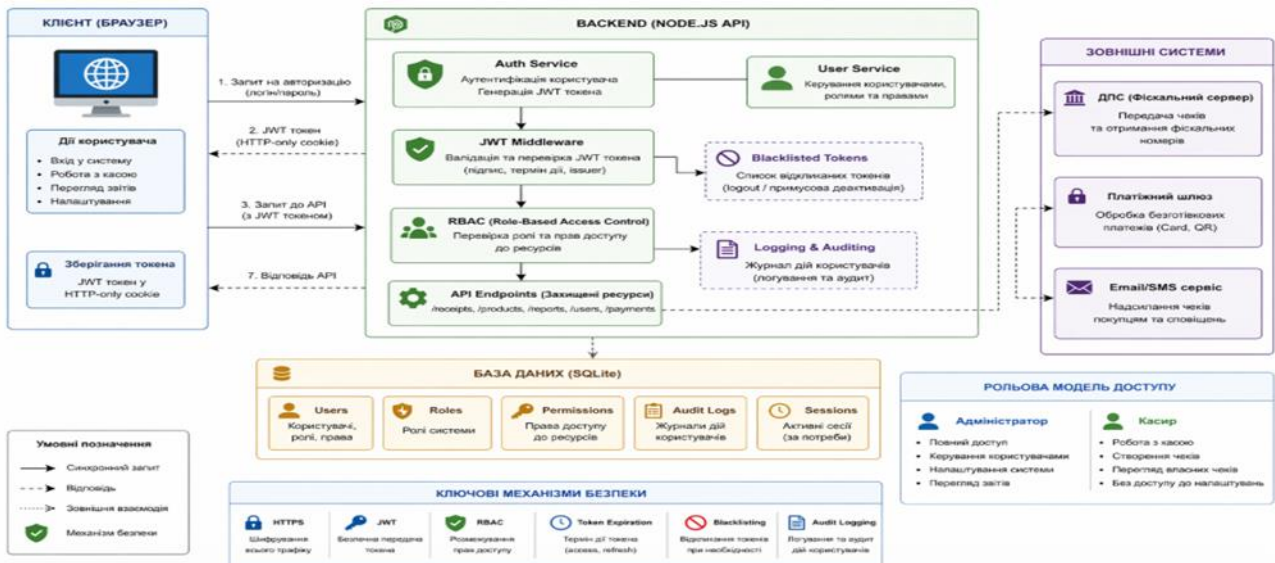 КЛІЄНТ (БРАУЗЕР)
Дії користувача
• Вхід у систему
• Робота з касою
• Перегляд звітів
• Налаштування
Зберігання токена
JWT токен у
HTTP-only cookie
1. Запит на авторизацію
(логін/пароль)
2. JWT токен
(HTTP-only cookie)
3. Запит до API
(з JWT токеном)
7. Відповідь API
BACKEND (NODE.JS API)
Auth Service
Аутентифікація користувача
Генерація JWT токена
User Service
Керування користувачами,
ролями та правами
JWT Middleware
Валідація та перевірка JWT токена
(підпис, термін дії, issuer)
Blacklisted Tokens
Список відкликаних токенів
(logout / примусова деактивація)
RBAC (Role-Based Access Control)
Перевірка ролі та прав доступу
до ресурсів
Logging & Auditing
Журнал дій користувачів
(логування та аудит)
API Endpoints (Захищені ресурси)
/receipts, /products, /reports, /users, /payments
ЗОВНІШНІ СИСТЕМИ
ДПС (Фіскальний сервер)
Передача чеків
та отримання фіскальних
номерів
Платіжний шлюз
Обробка безготівкових
платежів (Card, QR)
Email/SMS сервіс
Надсилання чеків
покупцям та сповіщень
БАЗА ДАНИХ (SQLite)
Users
Користувачі,
ролі, права
Roles
Ролі системи
Permissions
Права доступу
до ресурсів
Audit Logs
Журнали дій
користувачів
Sessions
Активні сесії
(за потреби)
РОЛЬОВА МОДЕЛЬ ДОСТУПУ
Адміністратор
• Повний доступ
• Керування користувачами
• Налаштування системи
• Перегляд звітів
Касир
• Робота з касою
• Створення чеків
• Перегляд власних чеків
• Без доступу до налаштувань
Умовні позначення
Синхронний запит
Відповідь
Зовнішня взаємодія
Механізм безпеки
КЛЮЧОВІ МЕХАНІЗМИ БЕЗПЕКИ
HTTPS
Шифрування
всього трафіку
JWT
Безпечна передача
токена
RBAC
Розмежування
прав доступу
Token Expiration
Термін дії токена
(access, refresh)
Blacklisting
Відкликання токенів
при необхідності
Audit Logging
Логування та аудит
дій користувачів